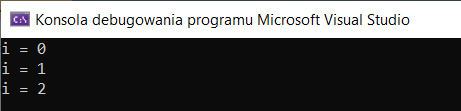 C:\ Konsola debugowania programu Microsoft Visual Studio
i = 0
i = 1
i = 2